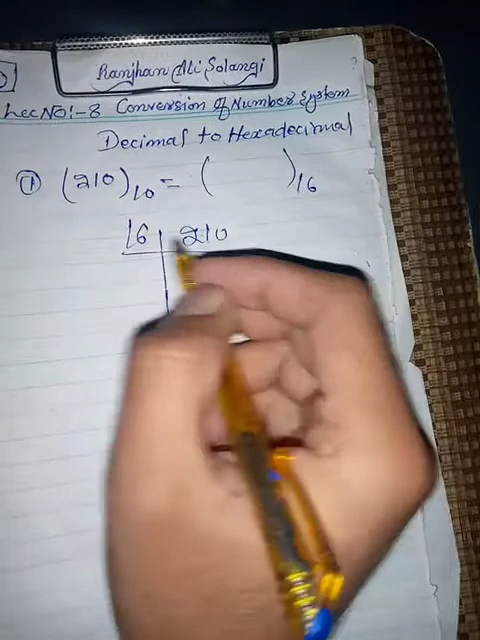 Ranjhan Ali Solangi
Lec NO:-8 Conversion of Number System
Decimal to Hexadecimal
① (210)₁₀ = ( )₁₆
16 210